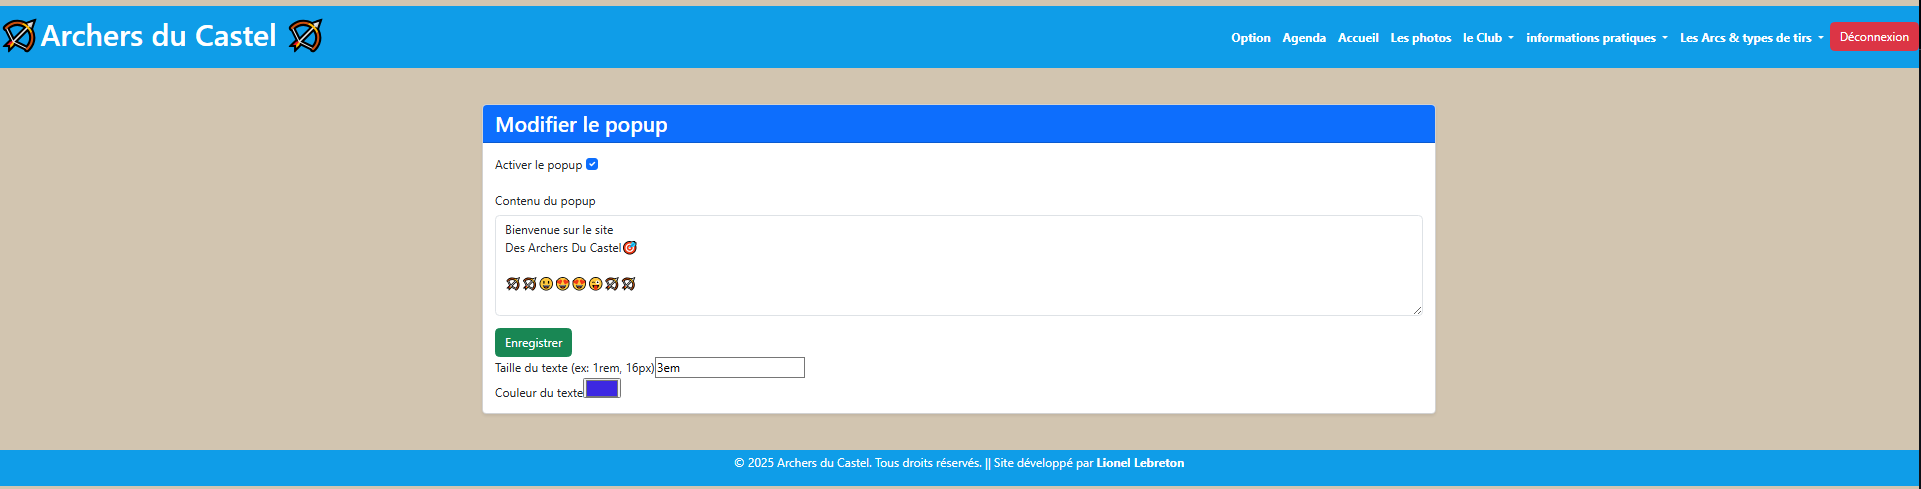 🏹Archers du Castel 🏹
Option Agenda Accueil Les photos le Club informations pratiques Les Arcs & types de tirs Déconnexion
Modifier le popup
Activer le popup
Contenu du popup
Bienvenue sur le site
Des Archers Du Castel🎯
🏹🏹😀😍😍😜🏹🏹
Enregistrer
Taille du texte (ex: 1rem, 16px) 3em
Couleur du texte
© 2025 Archers du Castel. Tous droits réservés. || Site développé par Lionel Lebreton